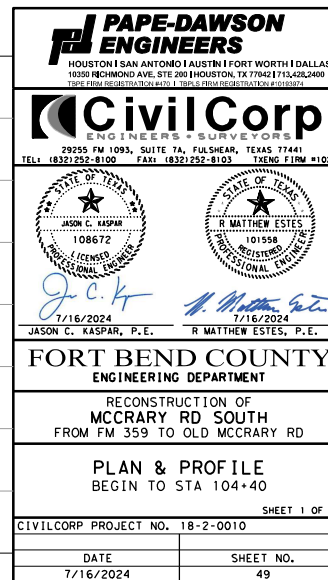 PAPE-DAWSON
ENGINEERS
HOUSTON I SAN ANTONIO I AUSTIN I FORT WORTH I DALLAS
10350 RICHMOND AVE, STE 200 I HOUSTON, TX 77042 I 713.428.2400
TBPE FIRM REGISTRATION #470 I TBPLS FIRM REGISTRATION #10193974
CivilCorp
ENGINEERS • SURVEYORS
29255 FM 1093, SUITE 7A, FULSHEAR, TEXAS 77441
TEL: (832)252-8100 FAX: (832)252-8103 TXENG FIRM
STATE OF TEXAS
JASON C. KASPAR
108672
LICENSED
PROFESSIONAL ENGINEER
STATE OF TEXAS
R MATTHEW ESTES
101558
REGISTERED
PROFESSIONAL ENGINEER
7/16/2024
JASON C. KASPAR, P.E.
R. Matthew Estes
7/16/2024
R MATTHEW ESTES, P.E.
FORT BEND COUNTY
ENGINEERING DEPARTMENT
RECONSTRUCTION OF
MCCRARY RD SOUTH
FROM FM 359 TO OLD MCCRARY RD
PLAN & PROFILE
BEGIN TO STA 104+40
SHEET 1 OF
CIVILCORP PROJECT NO. 18-2-0010
DATE SHEET NO.
7/16/2024 49